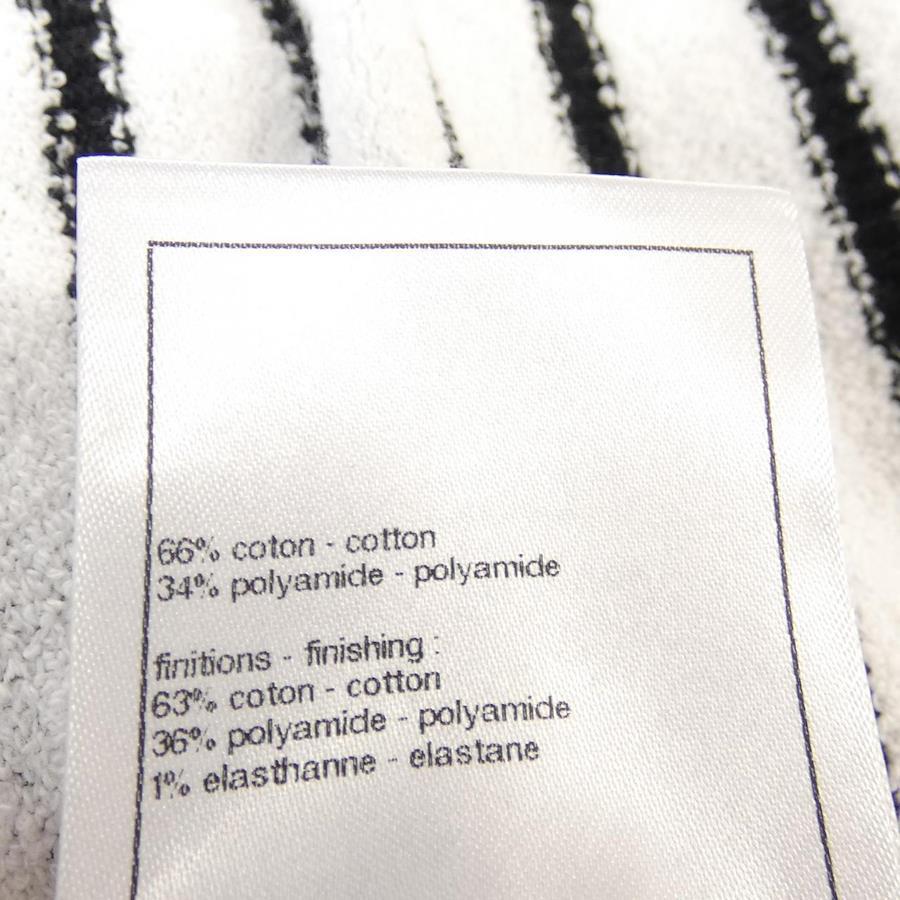 66% coton - cotton
34% polyamide - polyamide
finitions - finishing :
63% coton - cotton
36% polyamide - polyamide
1% elasthanne - elastane